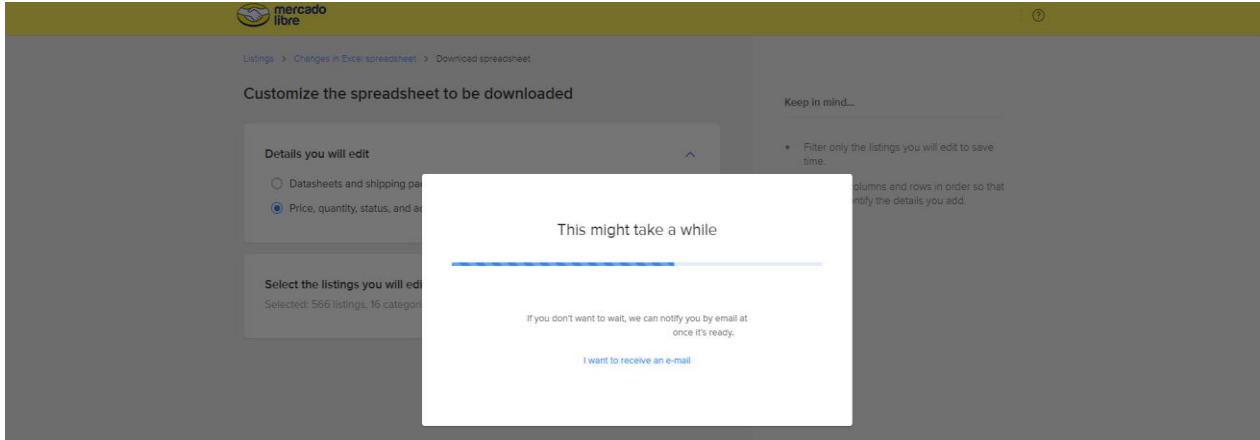 mercado
libre
Listings > Changes in Excel spreadsheet > Download spreadsheet
Customize the spreadsheet to be downloaded
Keep in mind...
Details you will edit
• Filter only the listings you will edit to save
time.
Datasheets and shipping
columns and rows in order so that
Price, quantity, status, and
the details you add.
This might take a while
Select the listings you will
Selected: 566 listings, 16
If you don't want to wait, we can notify you by email at
once it's ready.
I want to receive an e-mail